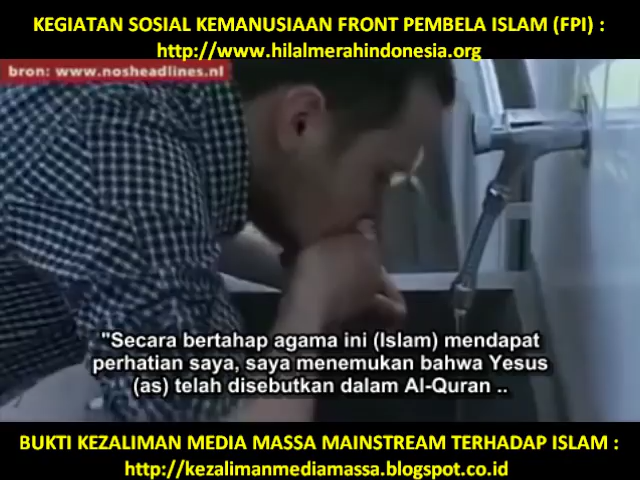 KEGIATAN SOSIAL KEMANUSIAAN FRONT PEMBELA ISLAM (FPI) :
http://www.hilalmerahindonesia.org
bron: www.nosheadlines.nl
"Secara bertahap agama ini (Islam) mendapat
perhatian saya, saya menemukan bahwa Yesus
(as) telah disebutkan dalam Al-Quran ..
BUKTI KEZALIMAN MEDIA MASSA MAINSTREAM TERHADAP ISLAM :
http://kezalimanmediamassa.blogspot.co.id